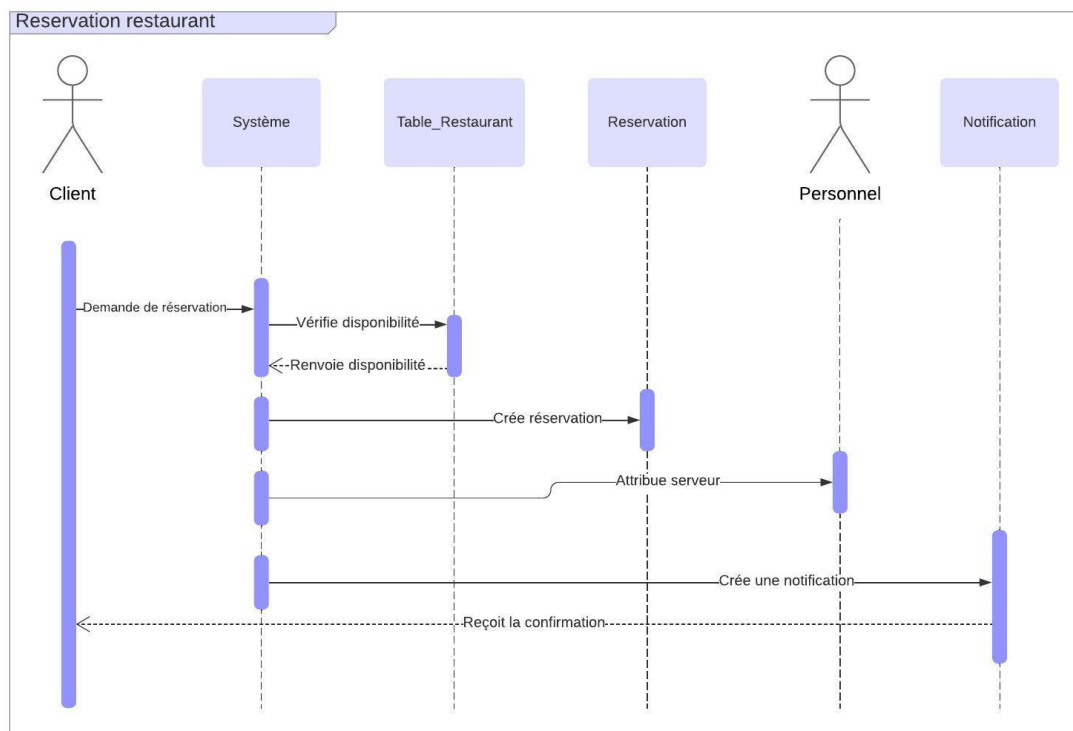 Reservation restaurant
Système
Table_Restaurant
Reservation
Notification
Client
Personnel
Demande de réservation
Vérifie disponibilité
Renvoie disponibilité
Crée réservation
Attribue serveur
Crée une notification
Reçoit la confirmation